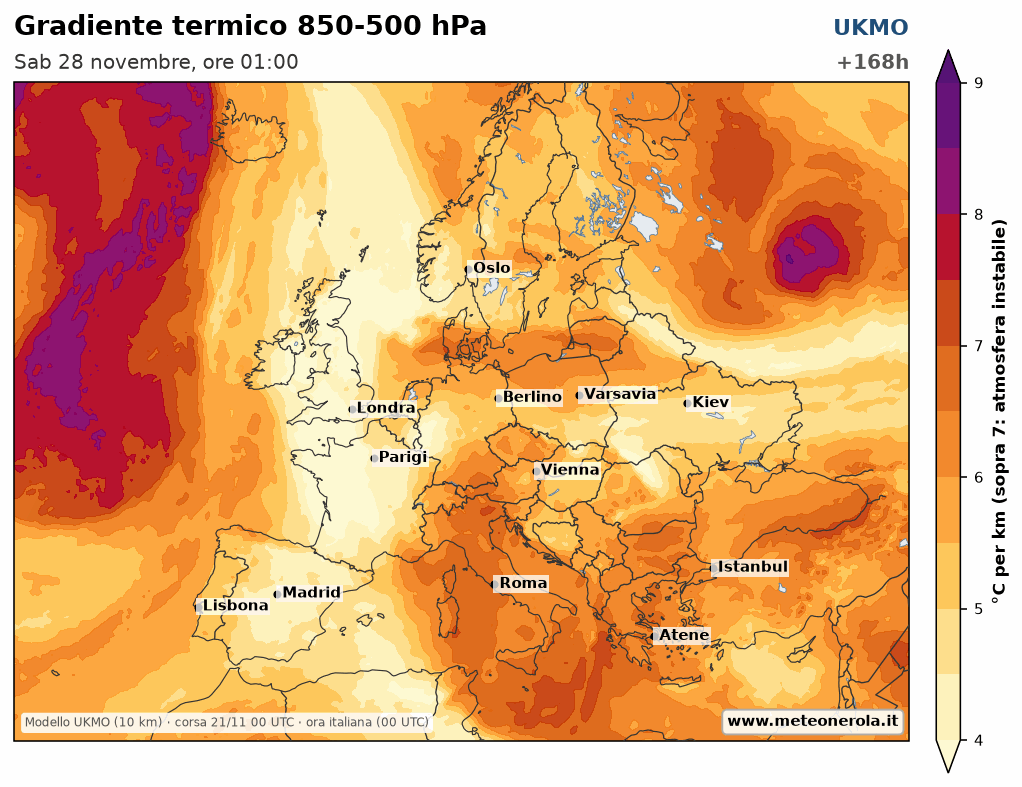 Gradiente termico 850-500 hPa
UKMO
Sab 28 novembre, ore 01:00
+168h
Oslo
Londra
Berlino
Varsavia
Kiev
Parigi
Vienna
Istanbul
Roma
Madrid
Lisbona
Atene
Modello UKMO (10 km) · corsa 21/11 00 UTC · ora italiana (00 UTC)
www.meteonerola.it
9
8
7
6
5
4
°C per km (sopra 7: atmosfera instabile)